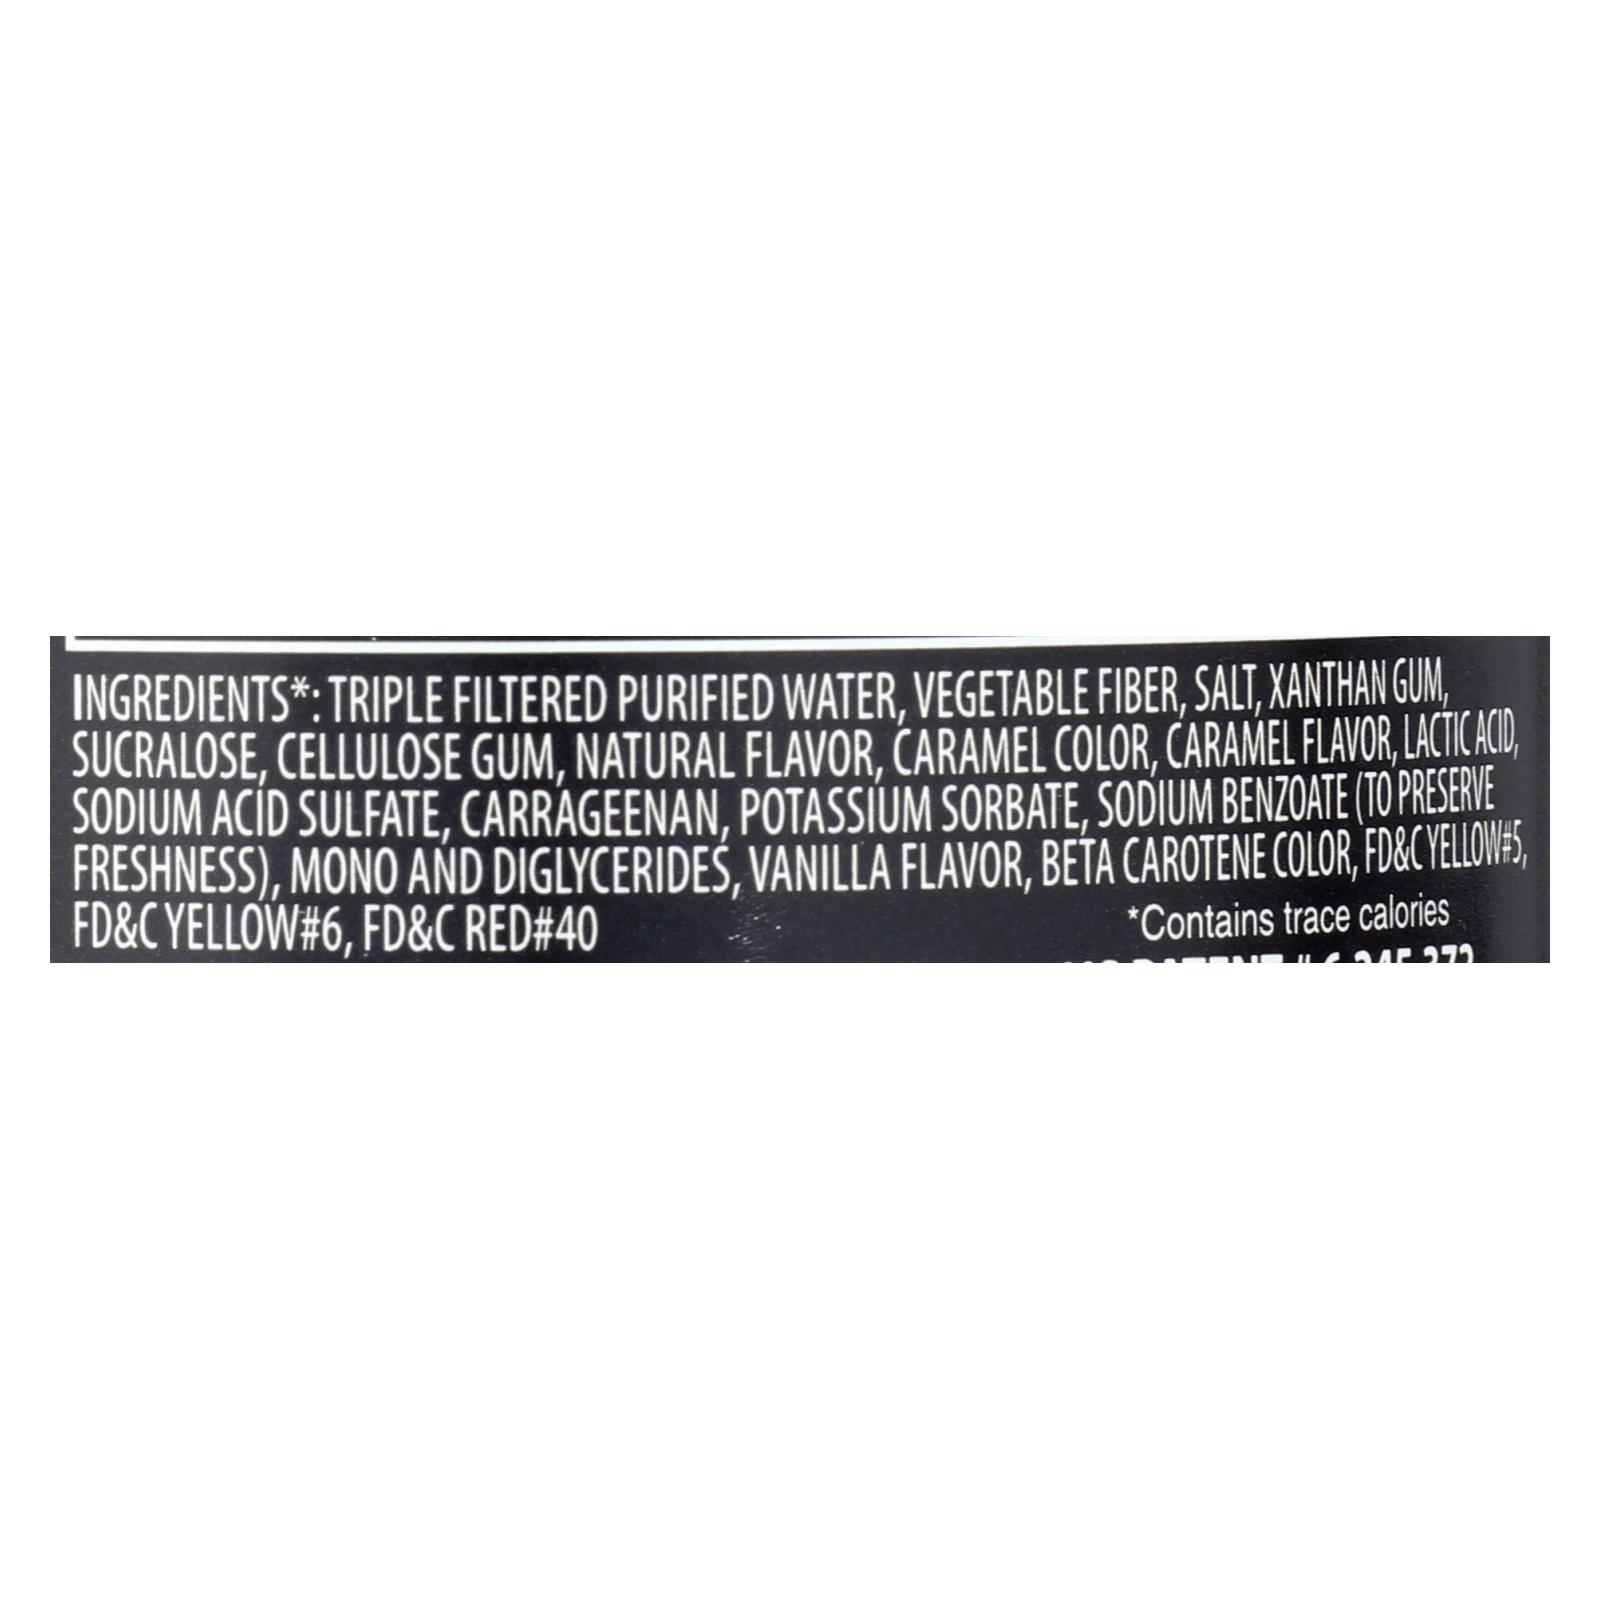 INGREDIENTS*: TRIPLE FILTERED PURIFIED WATER, VEGETABLE FIBER, SALT, XANTHAN GUM,
SUCRALOSE, CELLULOSE GUM, NATURAL FLAVOR, CARAMEL COLOR, CARAMEL FLAVOR, LACTIC ACID,
SODIUM ACID SULFATE, CARRAGEENAN, POTASSIUM SORBATE, SODIUM BENZOATE (TO PRESERVE
FRESHNESS), MONO AND DIGLYCERIDES, VANILLA FLAVOR, BETA CAROTENE COLOR, FD&C YELLOW#5,
FD&C YELLOW#6, FD&C RED#40
*Contains trace calories
PATENT #